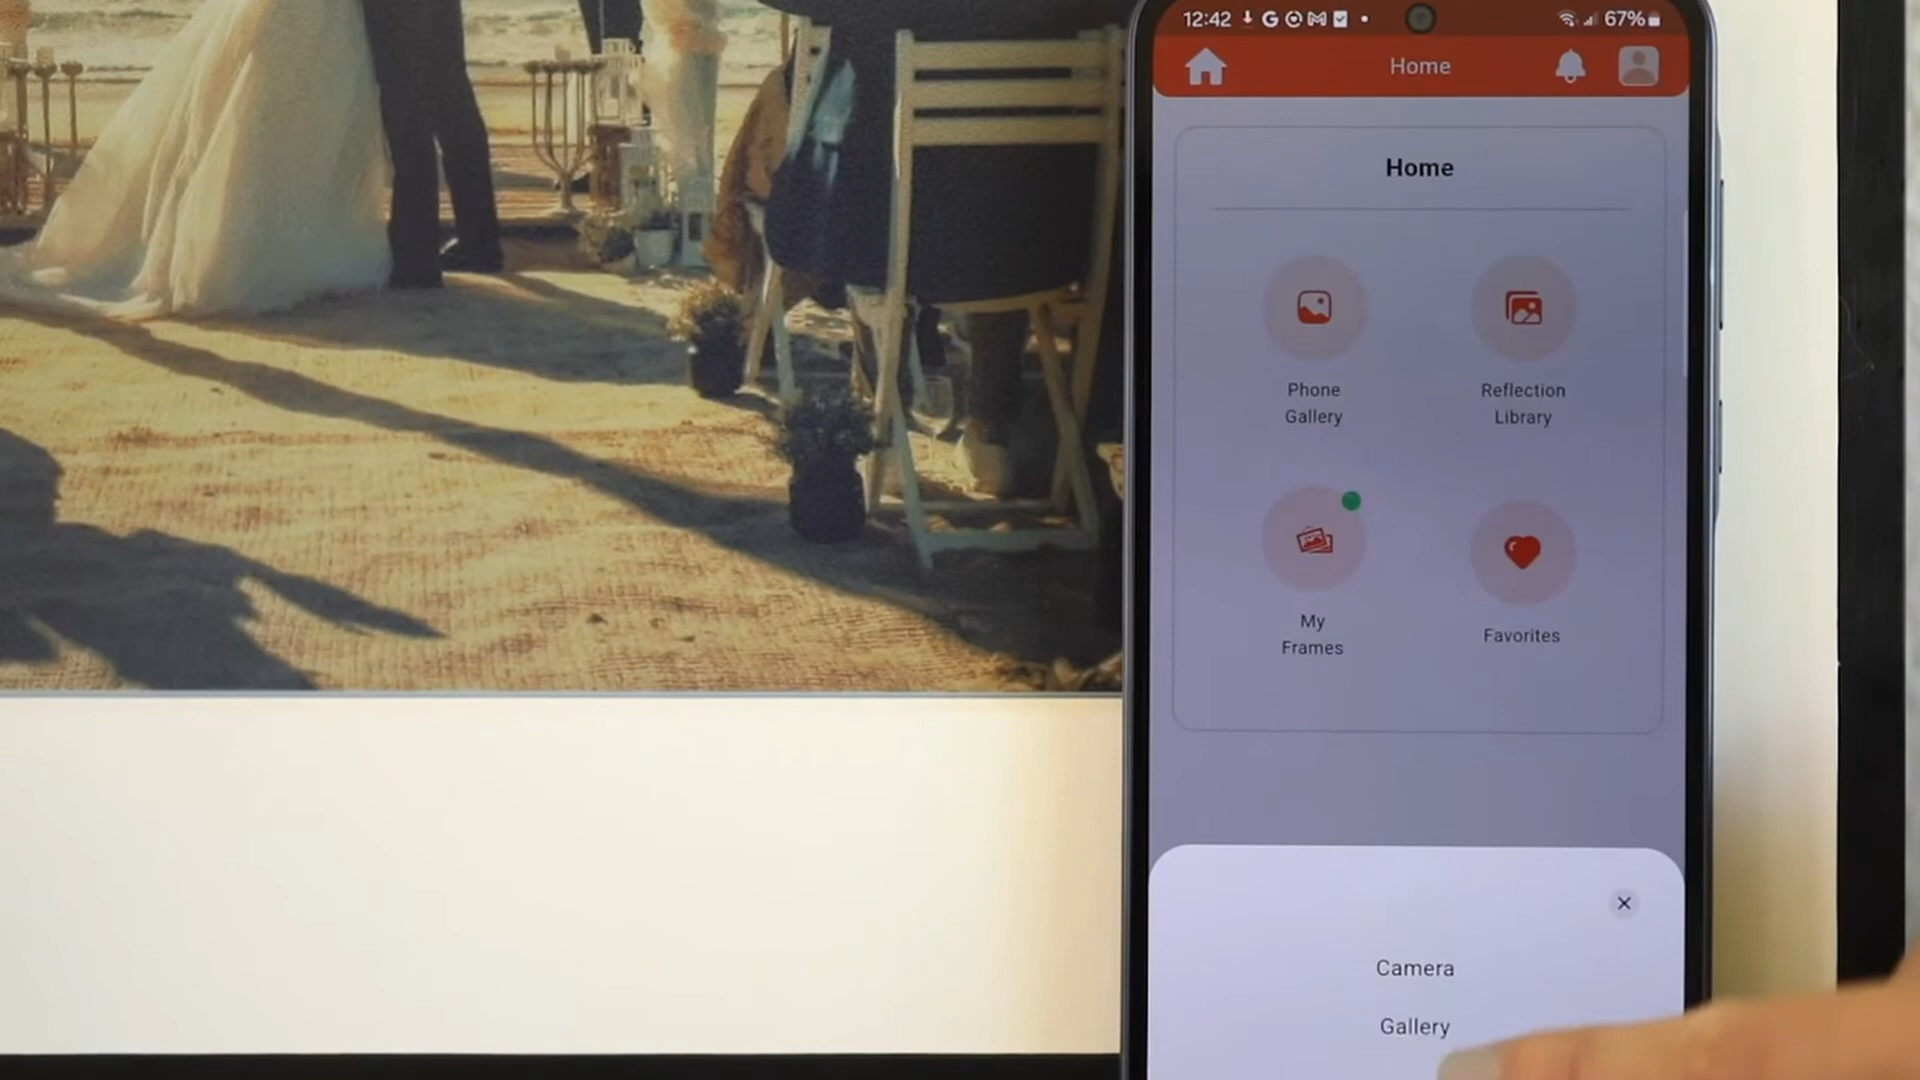 12:42 G M 67%
Home
Home
Phone
Gallery
Reflection
Library
My
Frames
Favorites
Camera
Gallery